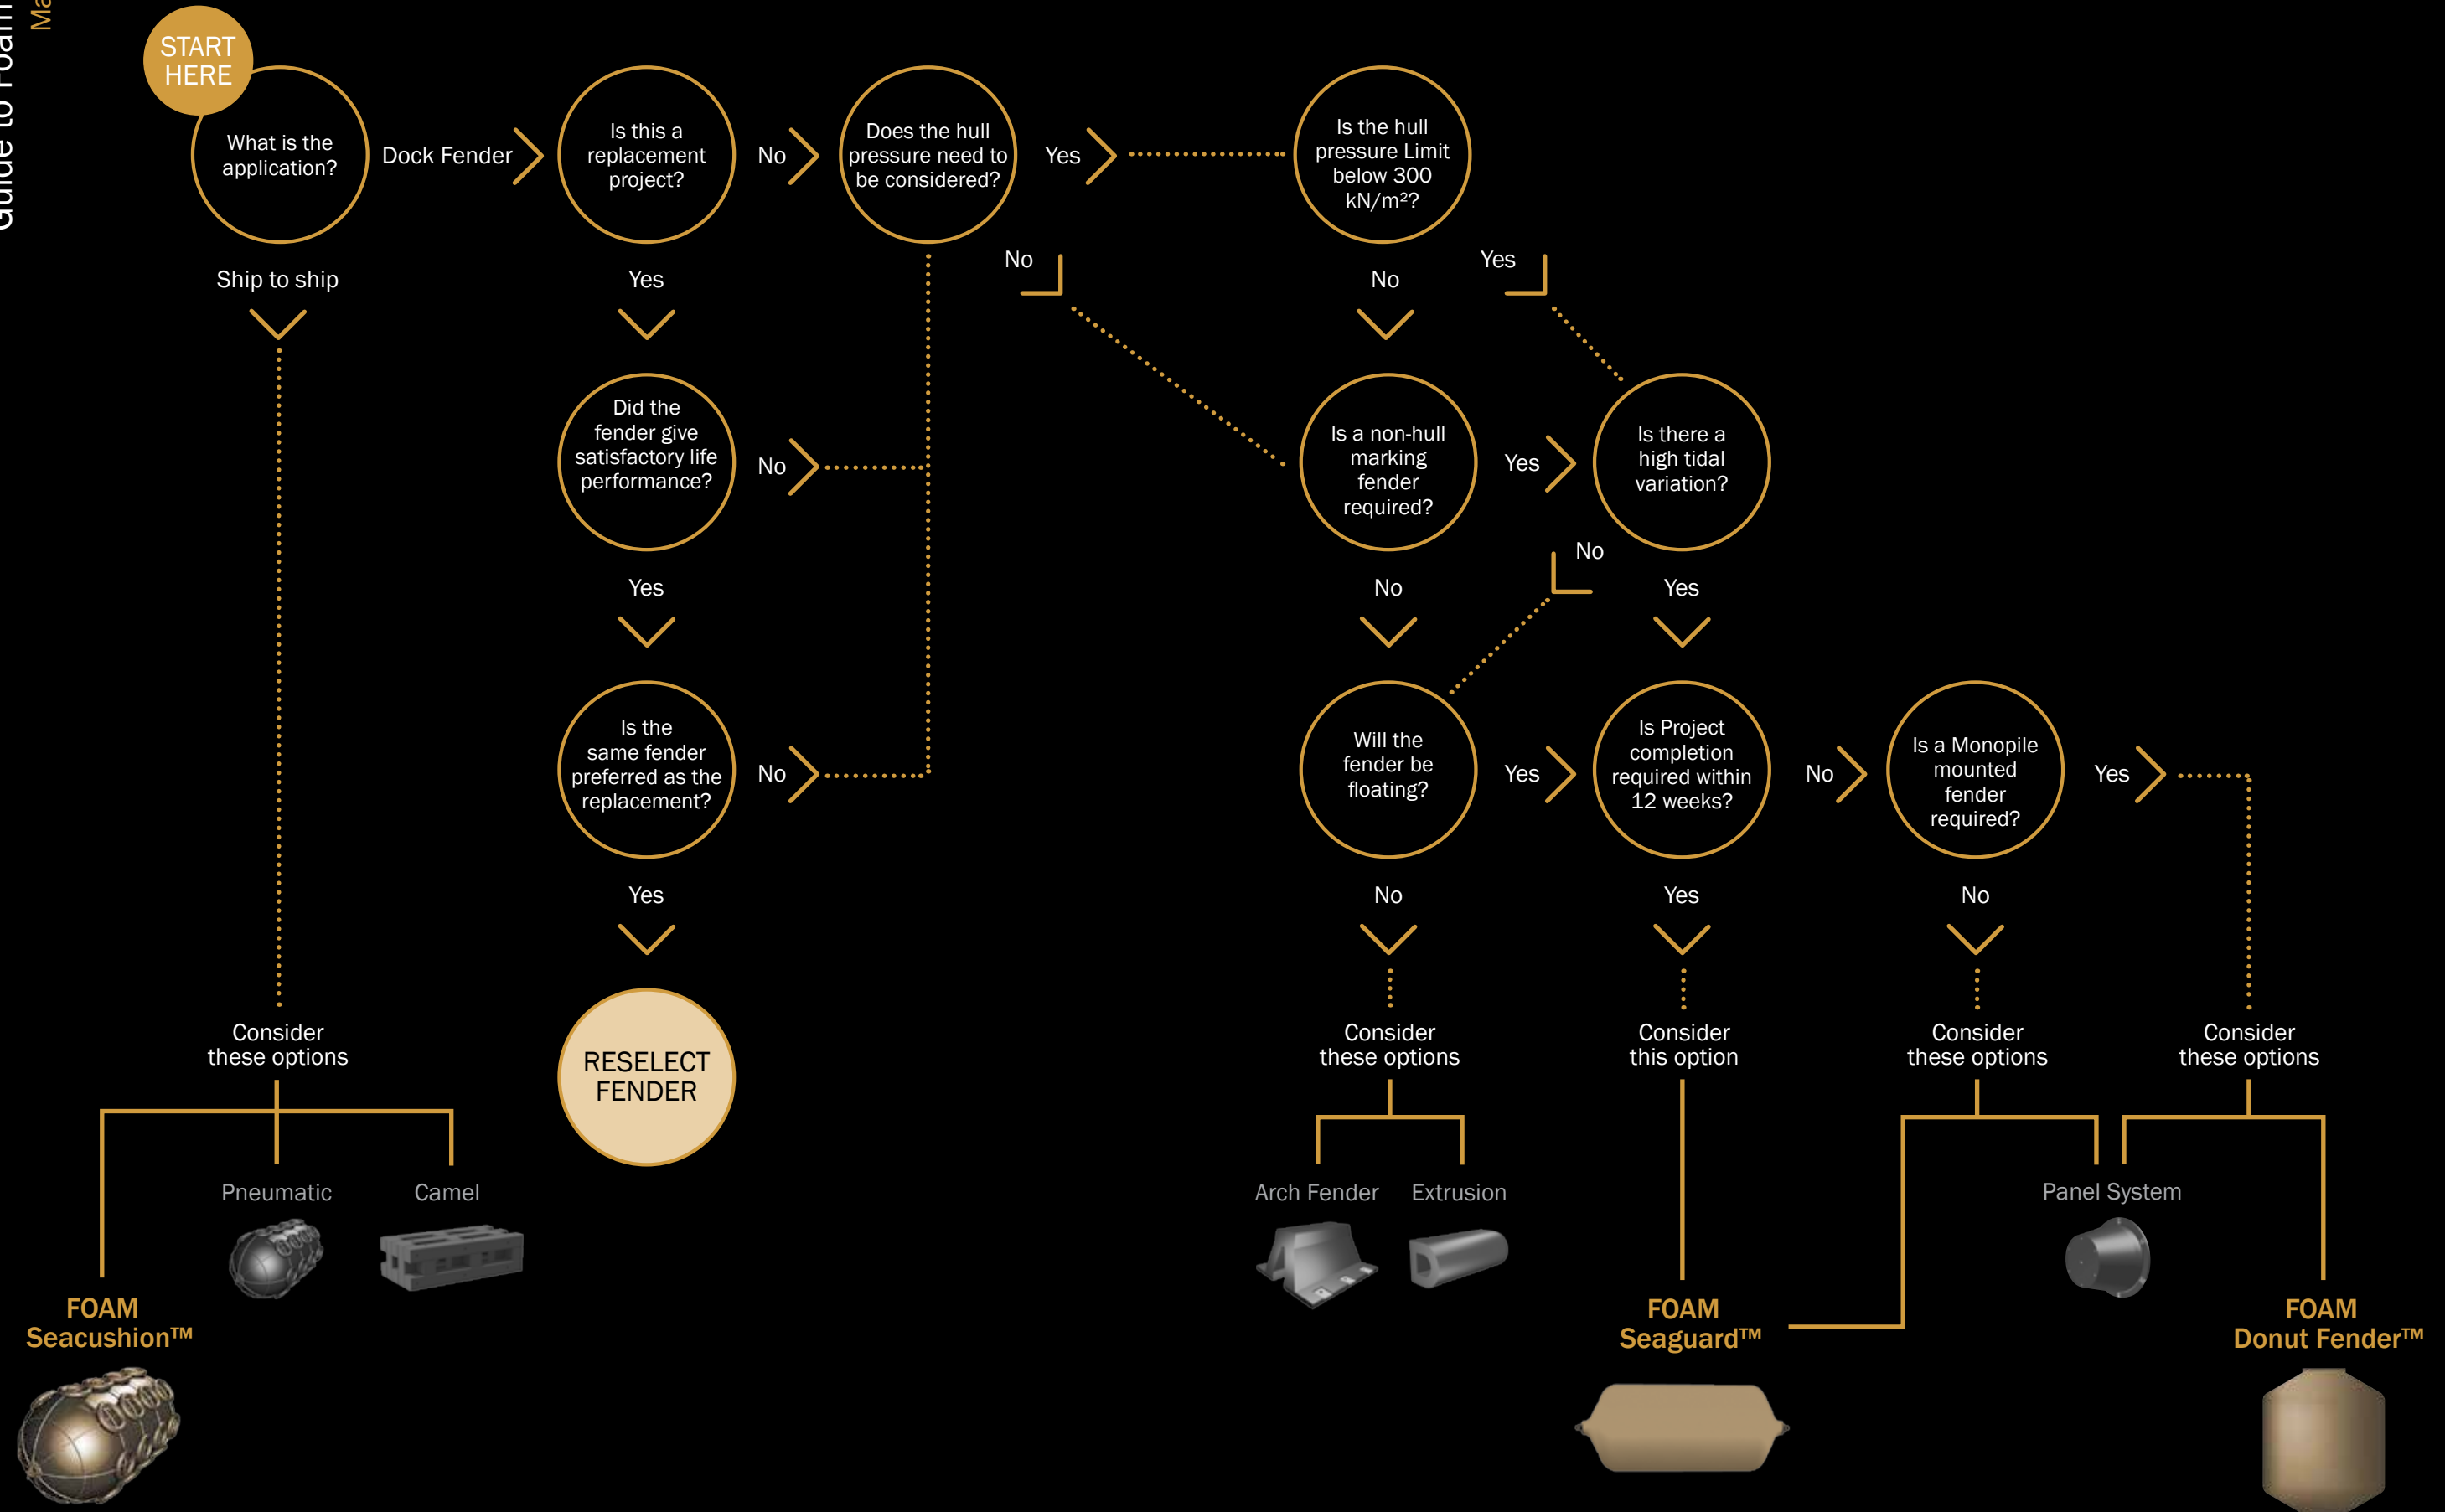 Guide to Foam
Ma
START
HERE
What is the
application?
Dock Fender
Is this a
replacement
project?
No
Does the hull
pressure need to
be considered?
Yes
Is the hull
pressure Limit
below 300
kN/m²?
Ship to ship
Yes
No
No
Yes
Did the
fender give
satisfactory life
performance?
No
Is a non-hull
marking
fender
required?
Yes
Is there a
high tidal
variation?
Yes
No
No
Yes
Is the
same fender
preferred as the
replacement?
No
Will the
fender be
floating?
Yes
Is Project
completion
required within
12 weeks?
No
Is a Monopile
mounted
fender
required?
Yes
Yes
No
Yes
No
Consider
these options
RESELECT
FENDER
Consider
these options
Consider
this option
Consider
these options
Consider
these options
Pneumatic
Camel
Arch Fender
Extrusion
Panel System
FOAM
Seacushion™
FOAM
Seaguard™
FOAM
Donut Fender™